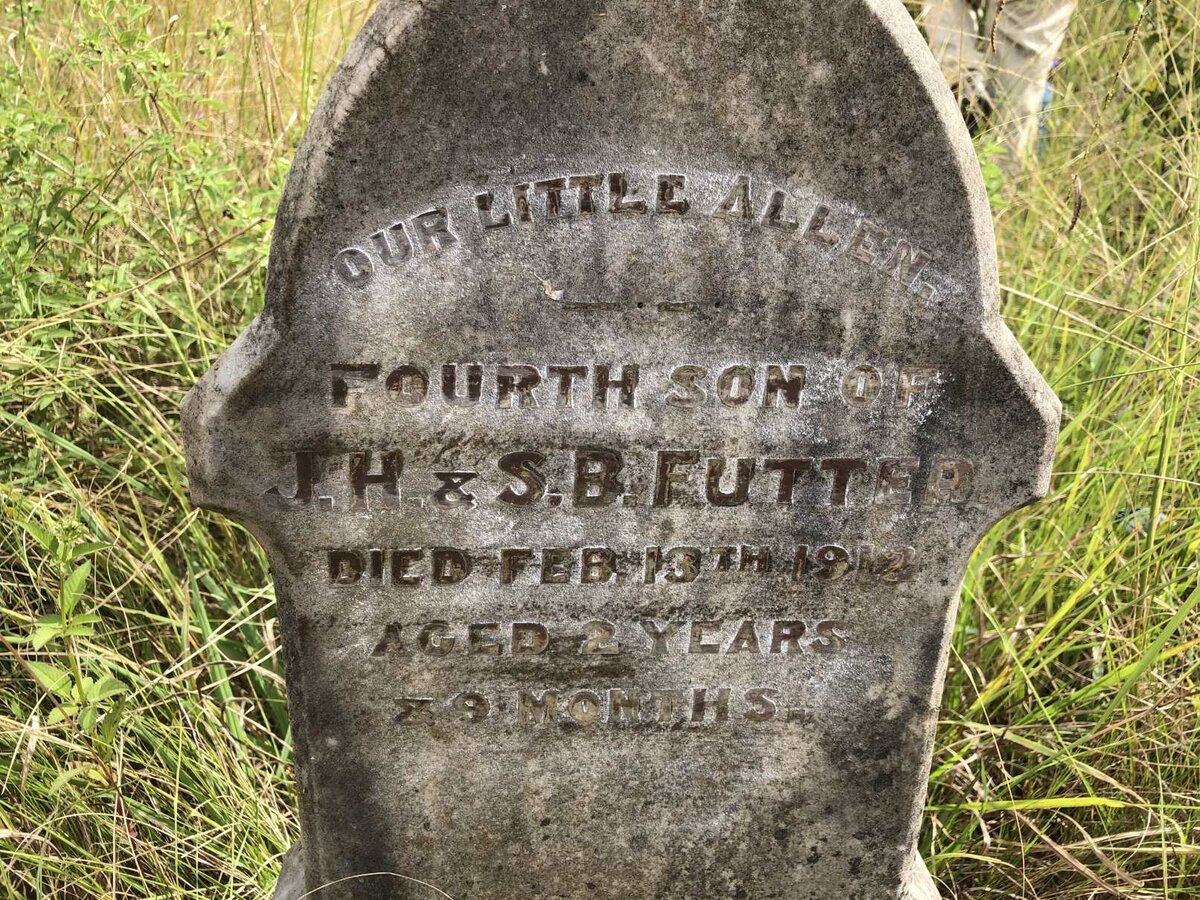 OUR LITTLE ALLEN.
FOURTH SON OF
J.H. & S.B. FUTTER
DIED FEB. 13TH 1912
AGED 2 YEARS
& 9 MONTHS.